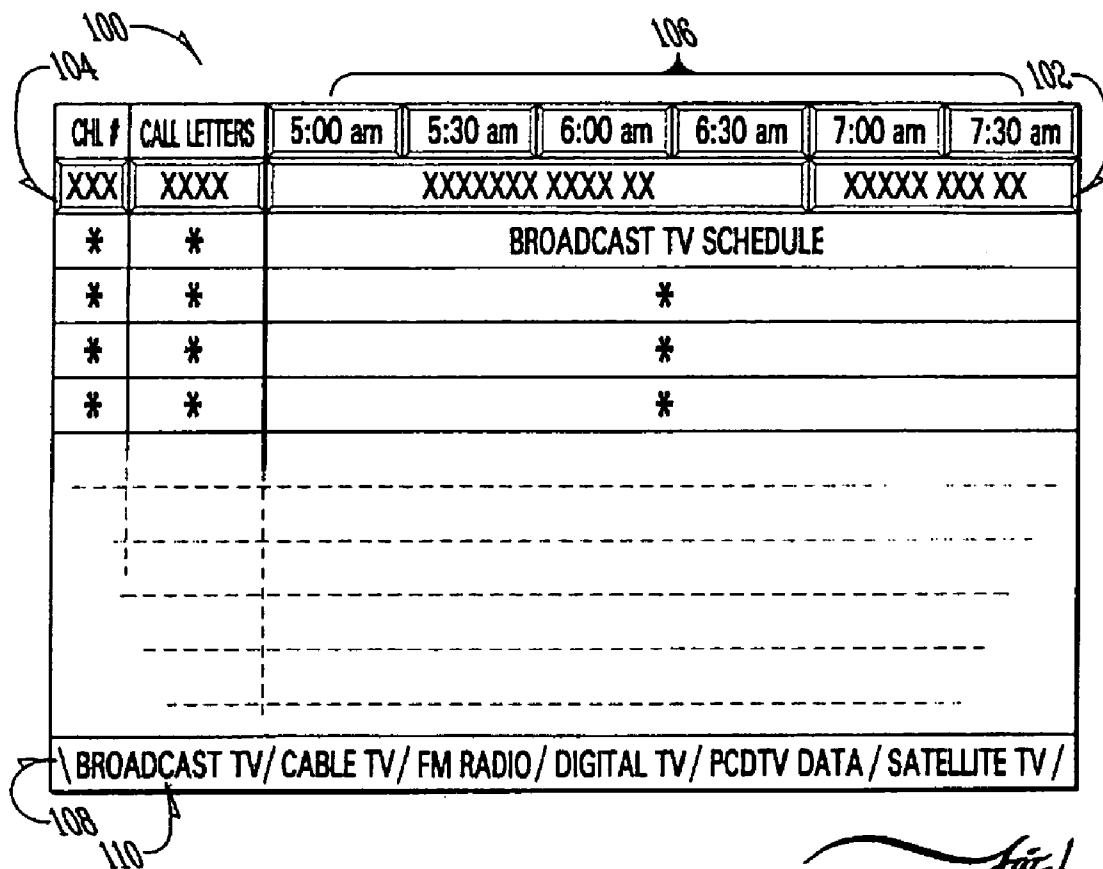 100
106
104
102
CHL # CALL LETTERS 5:00 am 5:30 am 6:00 am 6:30 am 7:00 am 7:30 am
XXX XXXX XXXXXXX XXXX XX XXXXX XXX XX
* * BROADCAST TV SCHEDULE
* * *
* * *
* * *
\ BROADCAST TV / CABLE TV / FM RADIO / DIGITAL TV / PCDTV DATA / SATELLITE TV /
108
110